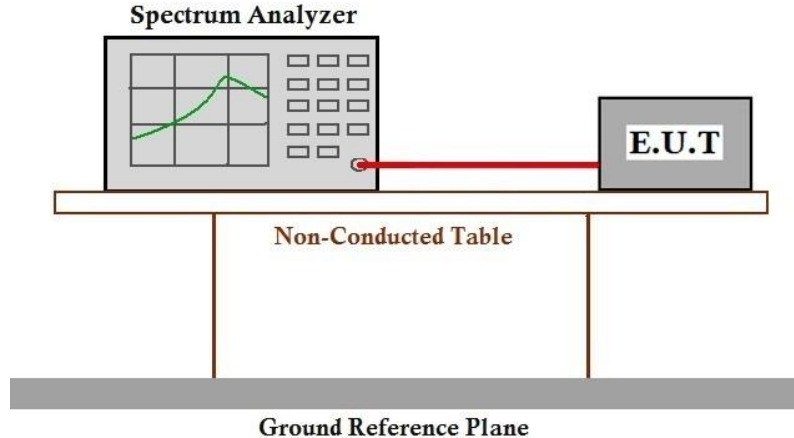 Spectrum Analyzer
E.U.T
Non-Conducted Table
Ground Reference Plane